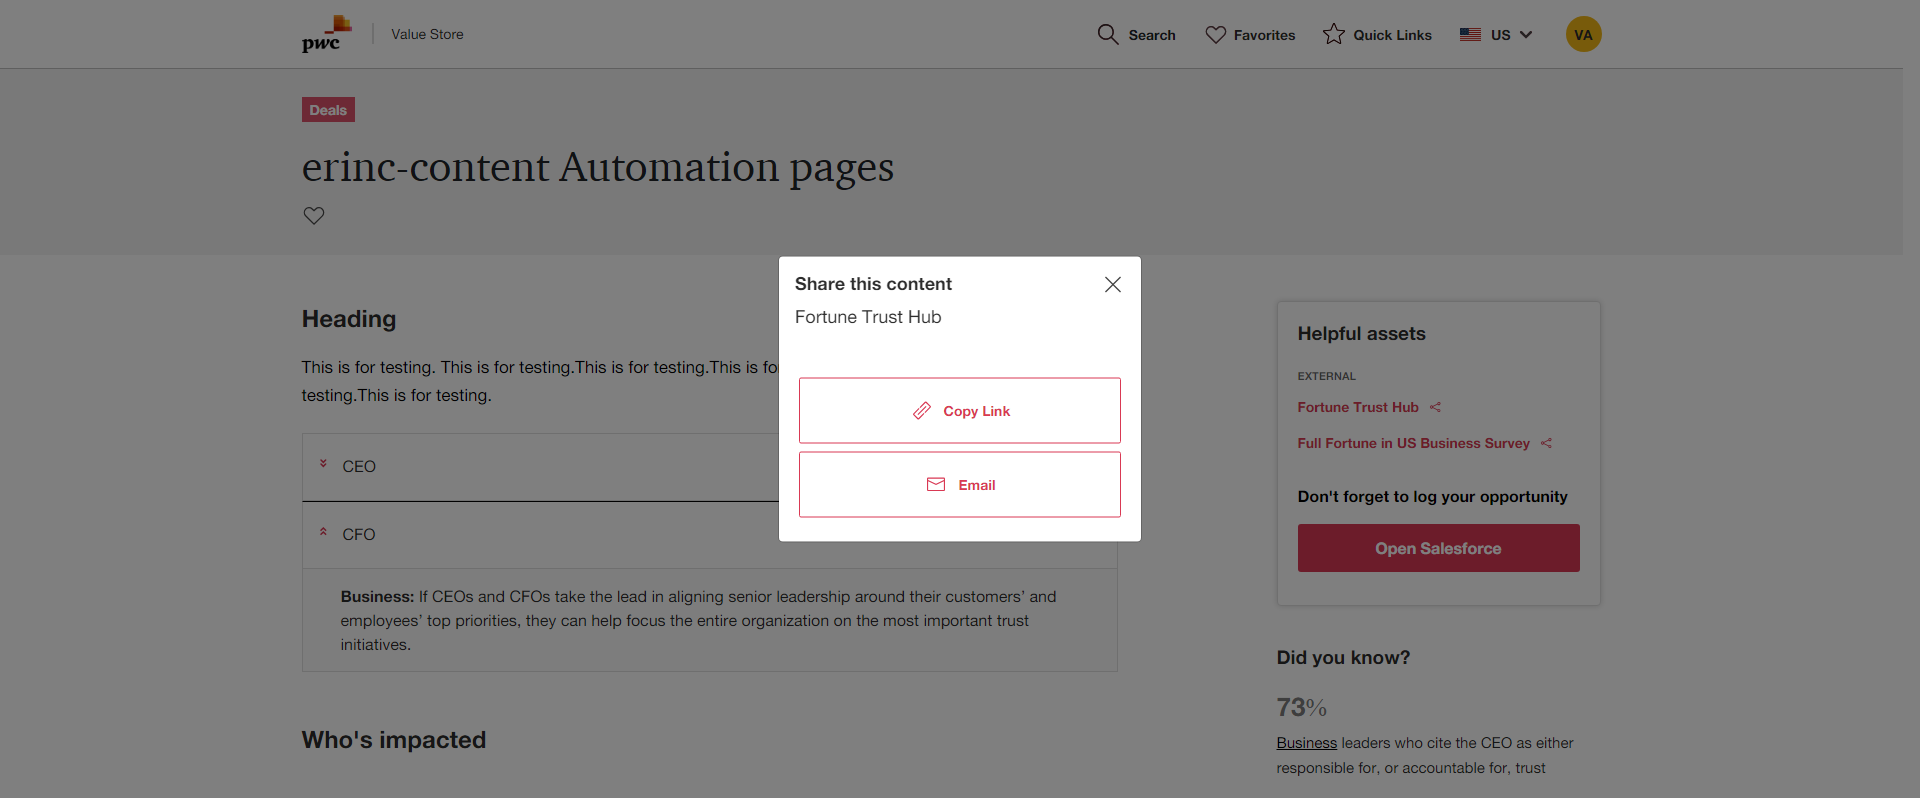 pwc
Value Store
Search
Favorites
Quick Links
US
VA
Deals
erinc-content Automation pages
Share this content
Fortune Trust Hub
Copy Link
Email
Heading
This is for testing. This is for testing.This is for testing.This is fo
testing.This is for testing.
CEO
CFO
Business: If CEOs and CFOs take the lead in aligning senior leadership around their customers’ and
employees’ top priorities, they can help focus the entire organization on the most important trust
initiatives.
Who's impacted
Helpful assets
EXTERNAL
Fortune Trust Hub
Full Fortune in US Business Survey
Don't forget to log your opportunity
Open Salesforce
Did you know?
73%
Business leaders who cite the CEO as either
responsible for, or accountable for, trust